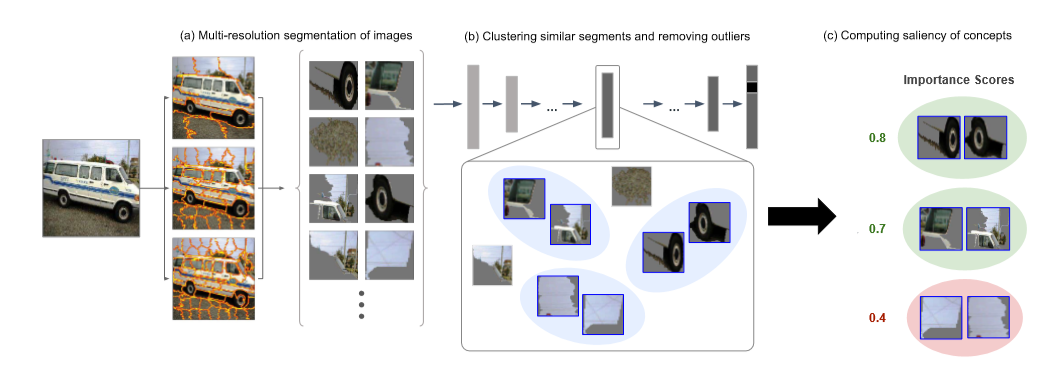 (a) Multi-resolution segmentation of images
(b) Clustering similar segments and removing outliers
(c) Computing saliency of concepts
Importance Scores
...
...
0.8
0.7
0.4